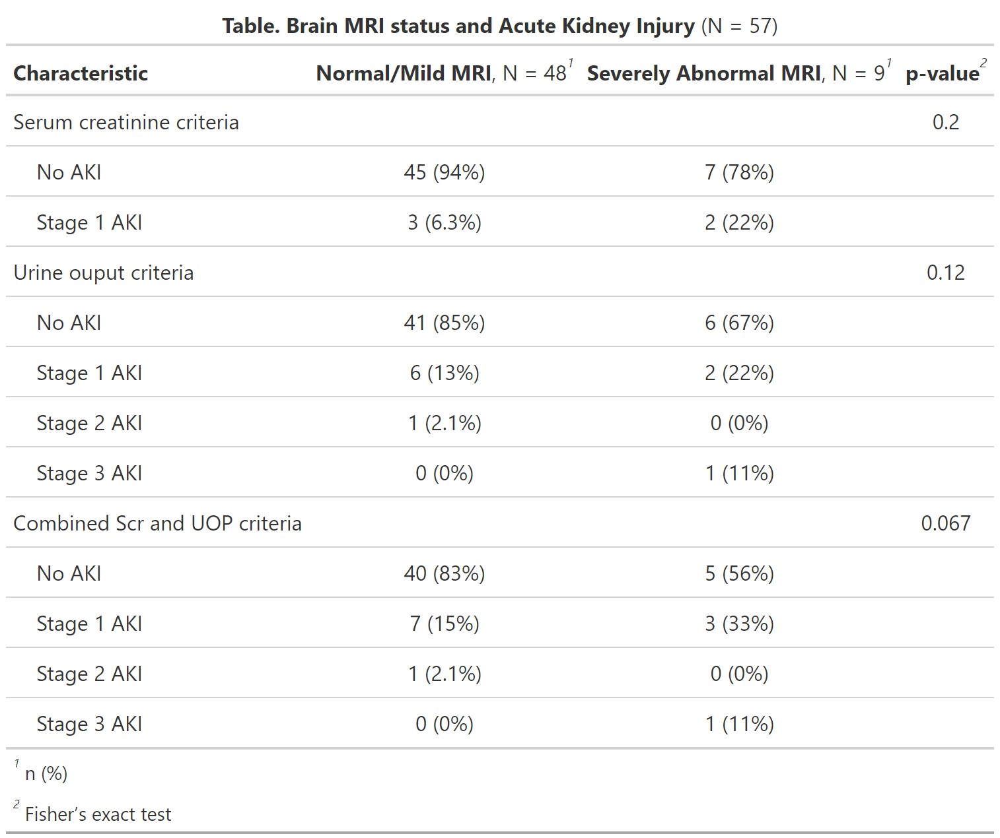 Table. Brain MRI status and Acute Kidney Injury (N = 57)
Characteristic Normal/Mild MRI, N = 48¹ Severely Abnormal MRI, N = 9¹ p-value²
Serum creatinine criteria 0.2
No AKI 45 (94%) 7 (78%)
Stage 1 AKI 3 (6.3%) 2 (22%)
Urine ouput criteria 0.12
No AKI 41 (85%) 6 (67%)
Stage 1 AKI 6 (13%) 2 (22%)
Stage 2 AKI 1 (2.1%) 0 (0%)
Stage 3 AKI 0 (0%) 1 (11%)
Combined Scr and UOP criteria 0.067
No AKI 40 (83%) 5 (56%)
Stage 1 AKI 7 (15%) 3 (33%)
Stage 2 AKI 1 (2.1%) 0 (0%)
Stage 3 AKI 0 (0%) 1 (11%)
¹ n (%)
² Fisher’s exact test